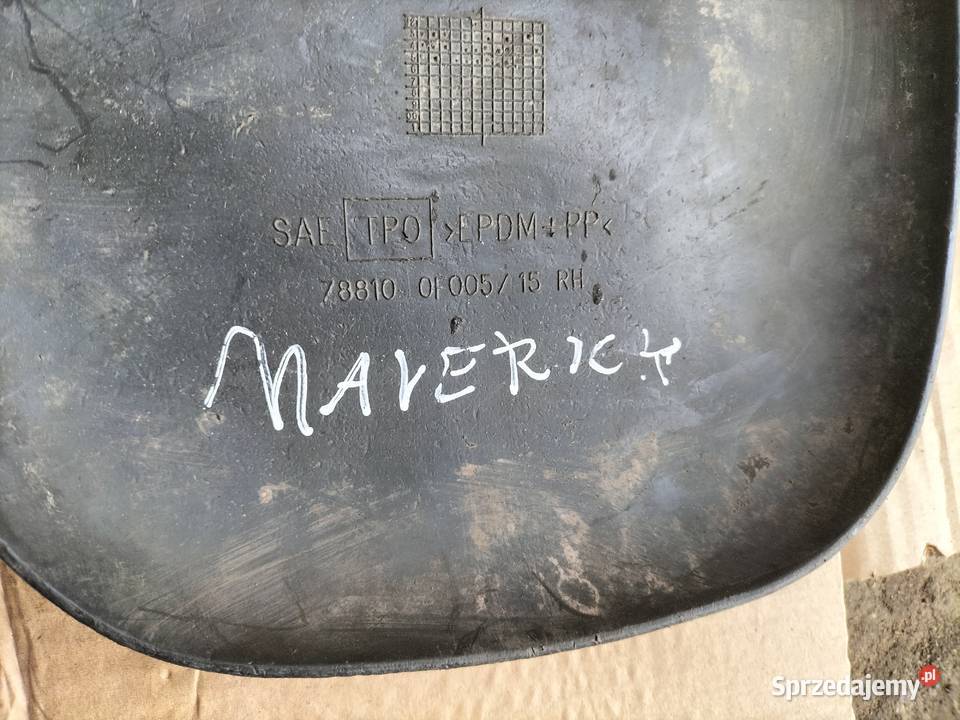 SAE TPO >EPDM+PP<
78810 0F005/15 RH
MAVERICK
Sprzedajemy.pl